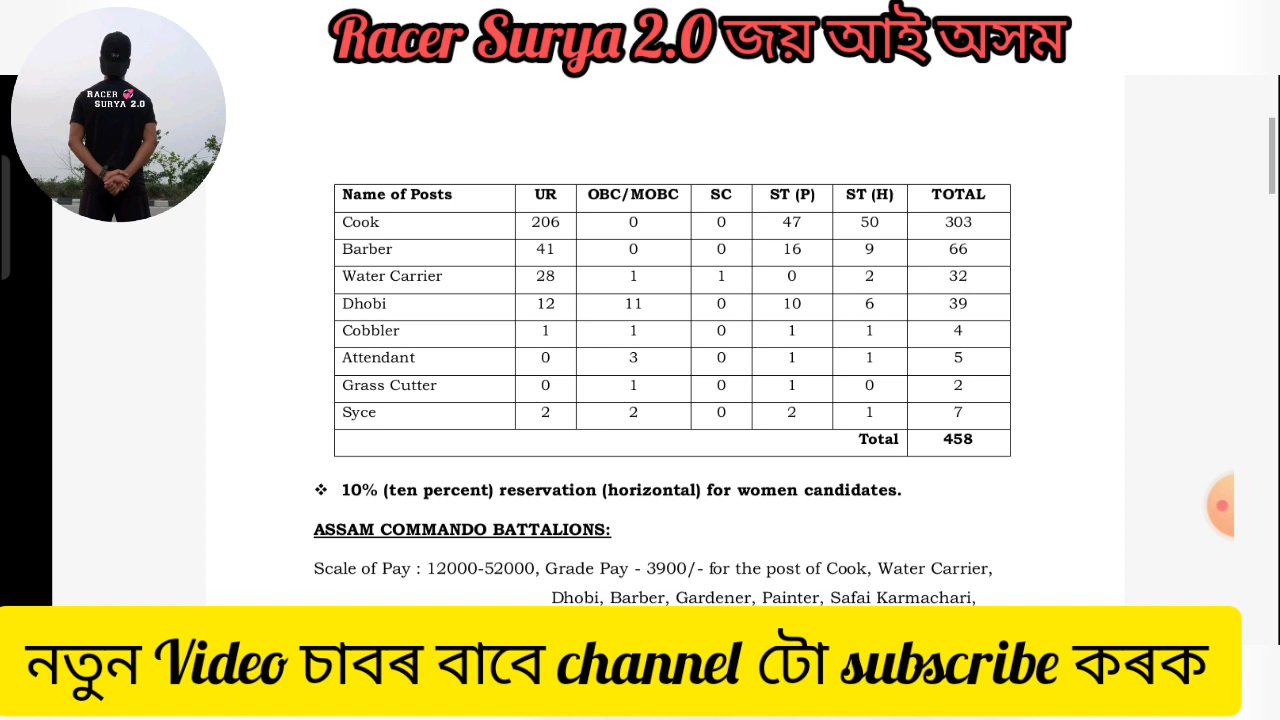 Racer Surya 2.0 জয় আই অসম
RACER 💞
SURYA 2.0
Name of Posts UR OBC/MOBC SC ST (P) ST (H) TOTAL
Cook 206 0 0 47 50 303
Barber 41 0 0 16 9 66
Water Carrier 28 1 1 0 2 32
Dhobi 12 11 0 10 6 39
Cobbler 1 1 0 1 1 4
Attendant 0 3 0 1 1 5
Grass Cutter 0 1 0 1 0 2
Syce 2 2 0 2 1 7
Total 458
❖ 10% (ten percent) reservation (horizontal) for women candidates.
ASSAM COMMANDO BATTALIONS:
Scale of Pay : 12000-52000, Grade Pay - 3900/- for the post of Cook, Water Carrier,
Dhobi, Barber, Gardener, Painter, Safai Karmachari,
নতুন Video চাবৰ বাবে channel টো subscribe কৰক